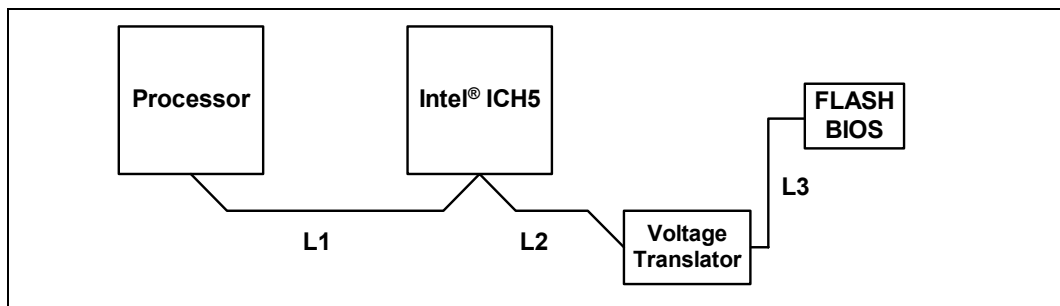 Processor
Intel® ICH5
FLASH
BIOS
L3
L1
L2
Voltage
Translator